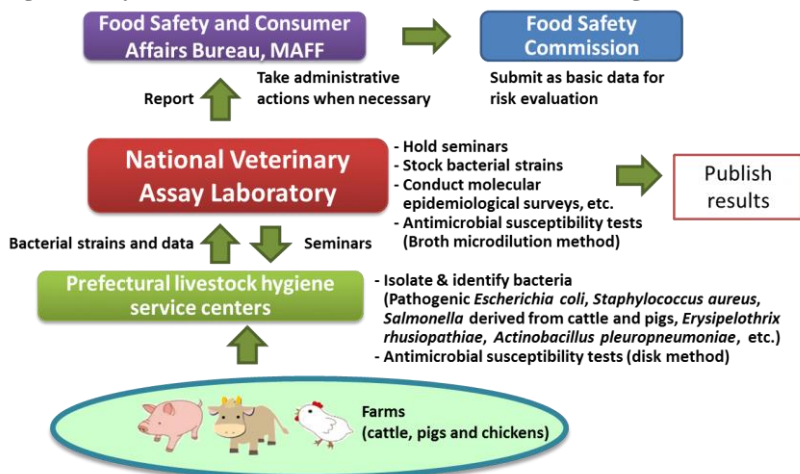 Food Safety and Consumer
Affairs Bureau, MAFF
Food Safety
Commission
Report
Take administrative
actions when necessary
Submit as basic data for
risk evaluation
National Veterinary
Assay Laboratory
- Hold seminars
- Stock bacterial strains
- Conduct molecular
epidemiological surveys, etc.
- Antimicrobial susceptibility tests
(Broth microdilution method)
Publish
results
Bacterial strains and data
Seminars
Prefectural livestock hygiene
service centers
- Isolate & identify bacteria
(Pathogenic Escherichia coli, Staphylococcus aureus,
Salmonella derived from cattle and pigs, Erysipelothrix
rhusiopathiae, Actinobacillus pleuropneumoniae, etc.)
- Antimicrobial susceptibility tests (disk method)
Farms
(cattle, pigs and chickens)